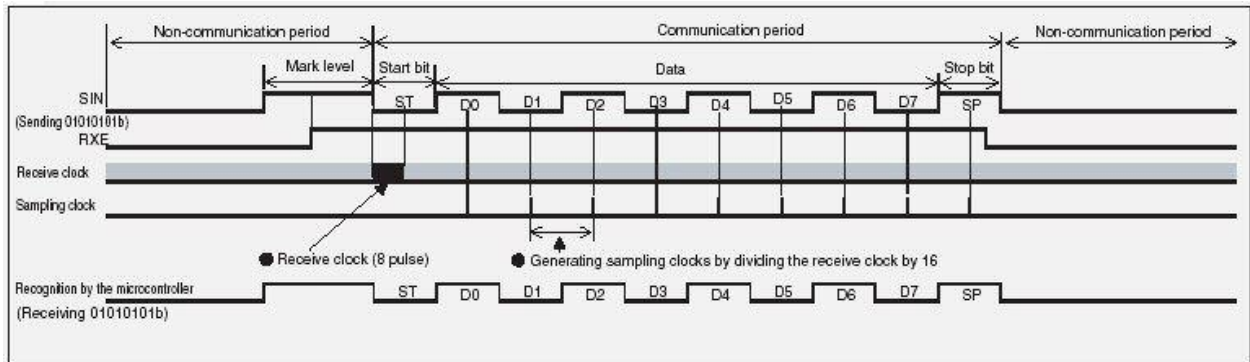 Non-communication period
Communication period
Non-communication period
Mark level
Start bit
Data
Stop bit
SIN
ST
D0
D1
D2
D3
D4
D5
D6
D7
SP
(Sending 01010101b)
RXE
Receive clock
Sampling clock
Receive clock (8 pulse)
Generating sampling clocks by dividing the receive clock by 16
Recognition by the microcontroller
ST
D0
D1
D2
D3
D4
D5
D6
D7
SP
(Receiving 01010101b)